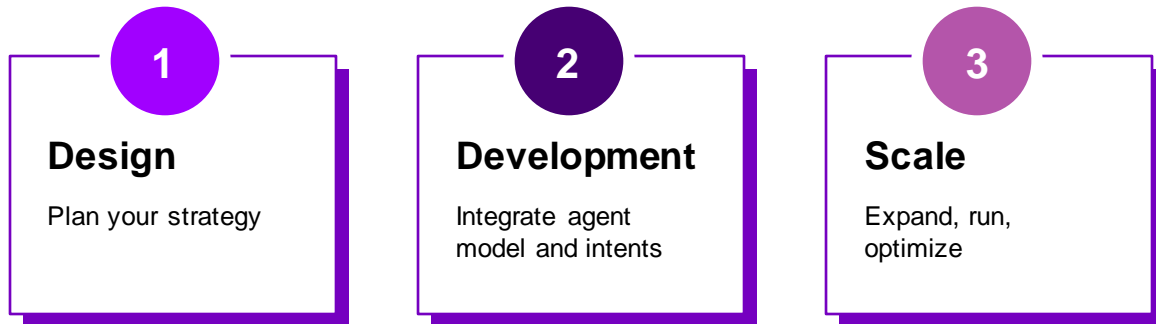 1
Design
Plan your strategy
2
Development
Integrate agent
model and intents
3
Scale
Expand, run,
optimize